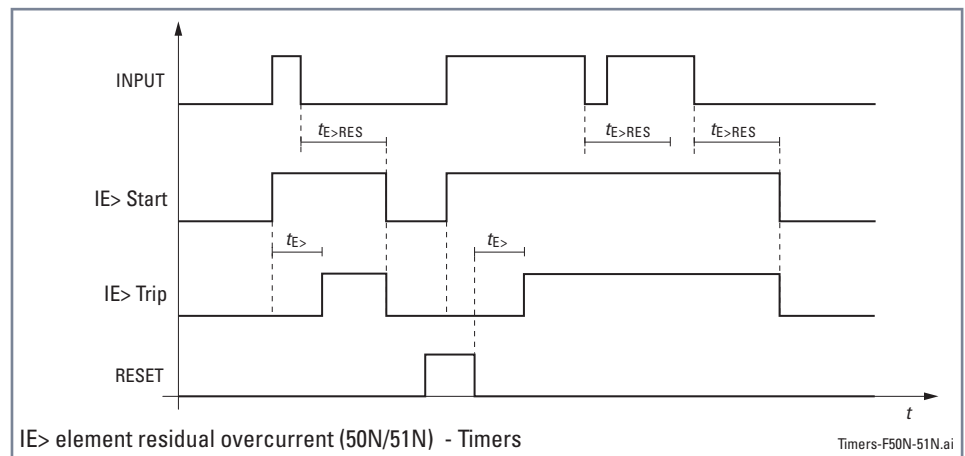 INPUT
tE>RES
tE>RES
tE>RES
IE> Start
tE>
tE>
IE> Trip
RESET
t
IE> element residual overcurrent (50N/51N) - Timers
Timers-F50N-51N.ai